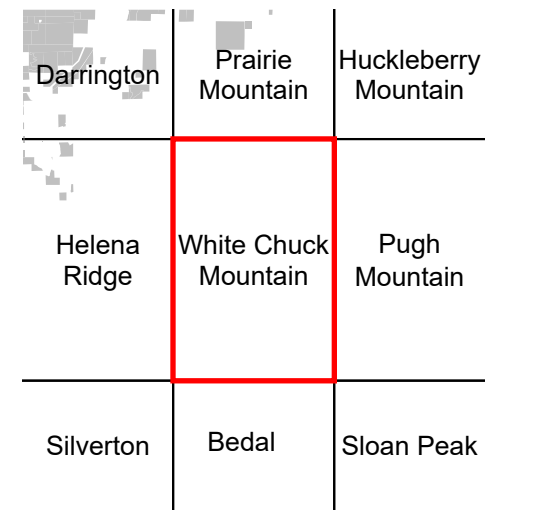 Darrington
Prairie
Mountain
Huckleberry
Mountain
Helena
Ridge
White Chuck
Mountain
Pugh
Mountain
Silverton
Bedal
Sloan Peak